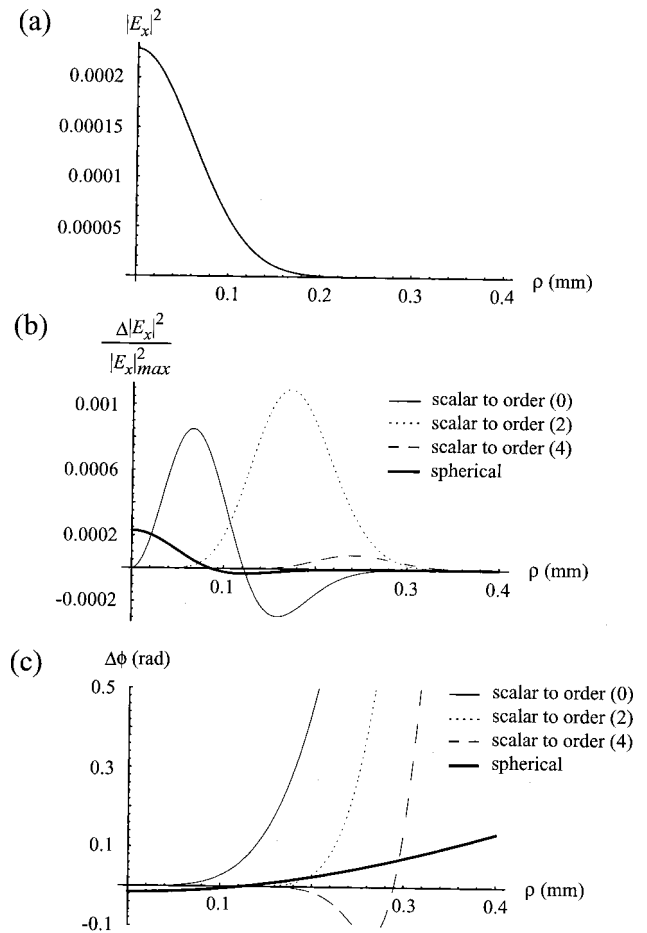 (a)
|E_x|^2
0.0002
0.00015
0.0001
0.00005
0.1 0.2 0.3 0.4 ρ (mm)
(b)
Δ|E_x|^2
|E_x|^2_max
0.001
0.0006
0.0002
-0.0002
scalar to order (0)
scalar to order (2)
scalar to order (4)
spherical
0.1 0.3 0.4 ρ (mm)
(c)
Δϕ (rad)
0.5
0.3
0.1
-0.1
scalar to order (0)
scalar to order (2)
scalar to order (4)
spherical
0.1 0.3 0.4 ρ (mm)